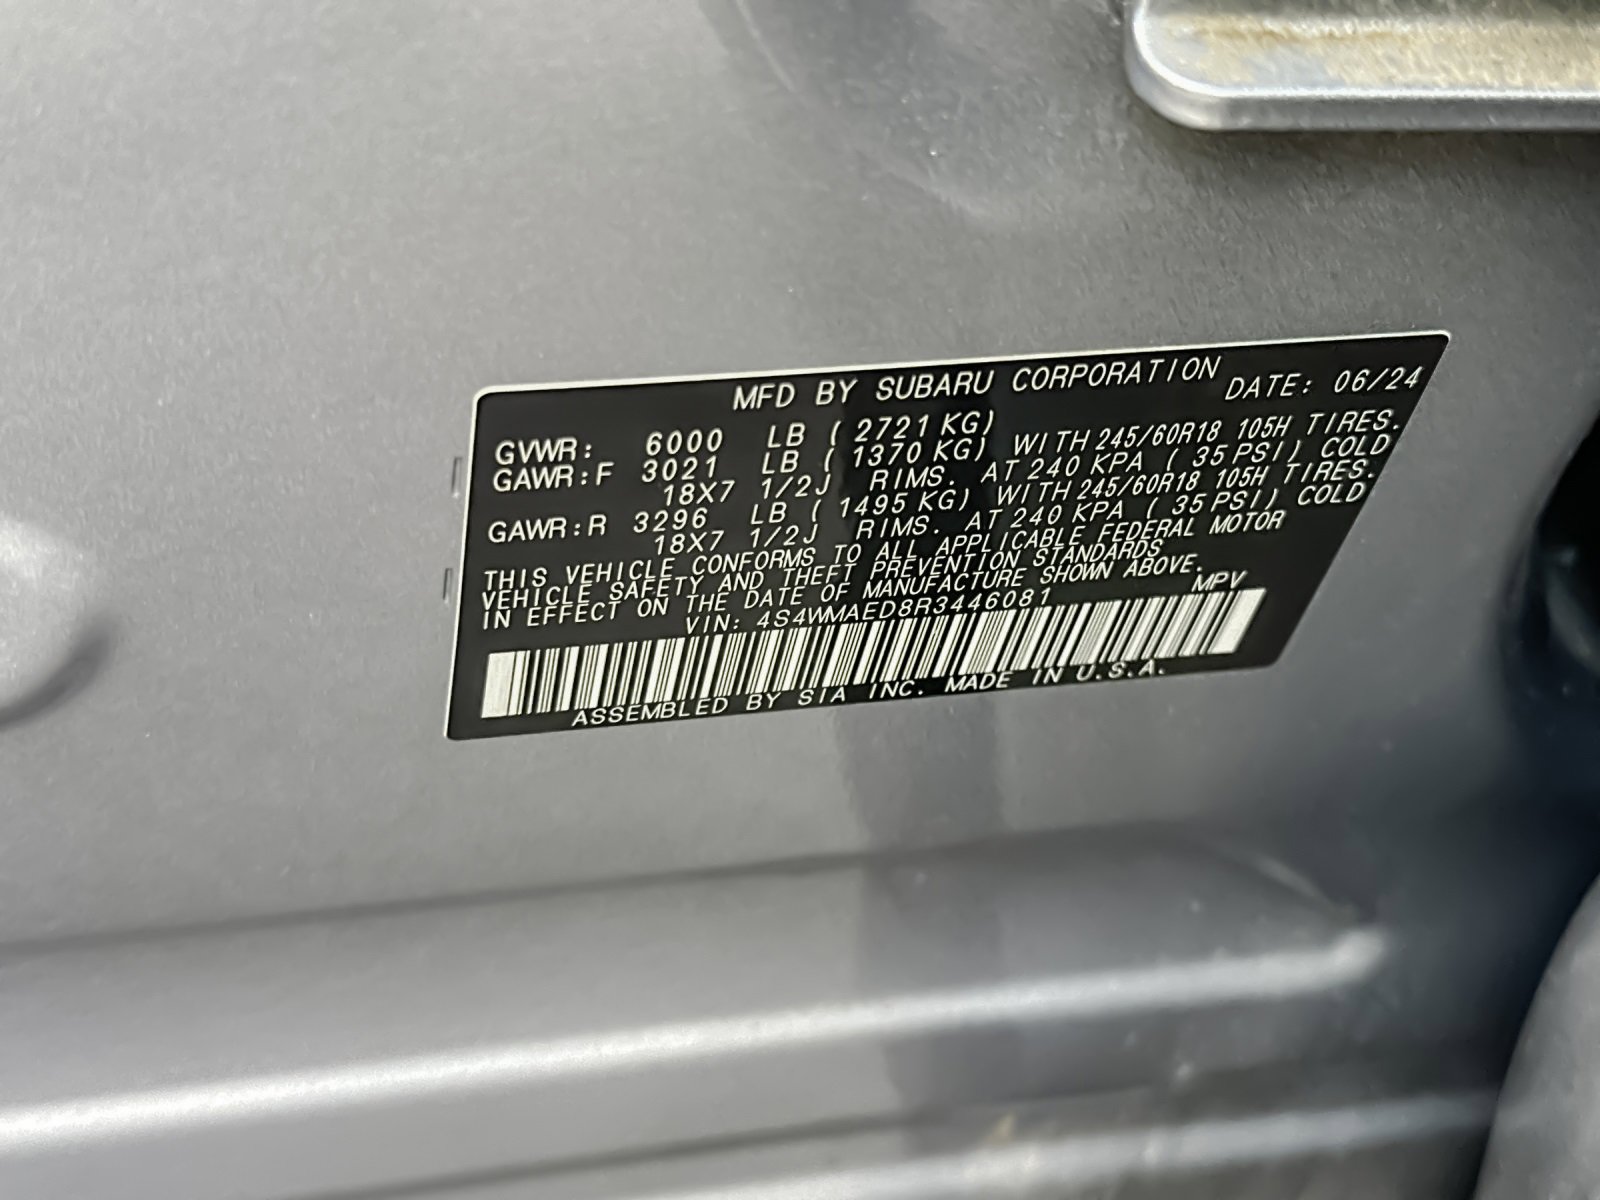 MFD BY SUBARU CORPORATION DATE: 06/24
GVWR: 6000 LB ( 2721 KG)
GAWR:F 3021 LB ( 1370 KG) WITH 245/60R18 105H TIRES.
18X7 1/2J RIMS. AT 240 KPA ( 35 PSI) COLD
GAWR:R 3296 LB ( 1495 KG) WITH 245/60R18 105H TIRES.
18X7 1/2J RIMS. AT 240 KPA ( 35 PSI) COLD.
THIS VEHICLE CONFORMS TO ALL APPLICABLE FEDERAL MOTOR
VEHICLE SAFETY AND THEFT PREVENTION STANDARDS
IN EFFECT ON THE DATE OF MANUFACTURE SHOWN ABOVE.
VIN: 4S4WMAED8R3446081 MPV
ASSEMBLED BY SIA INC. MADE IN U.S.A.